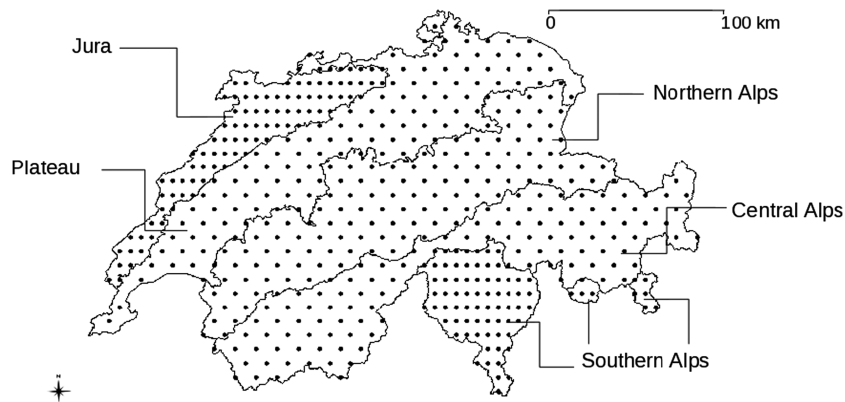 0
100 km
Jura
Northern Alps
Plateau
Central Alps
Southern Alps
N